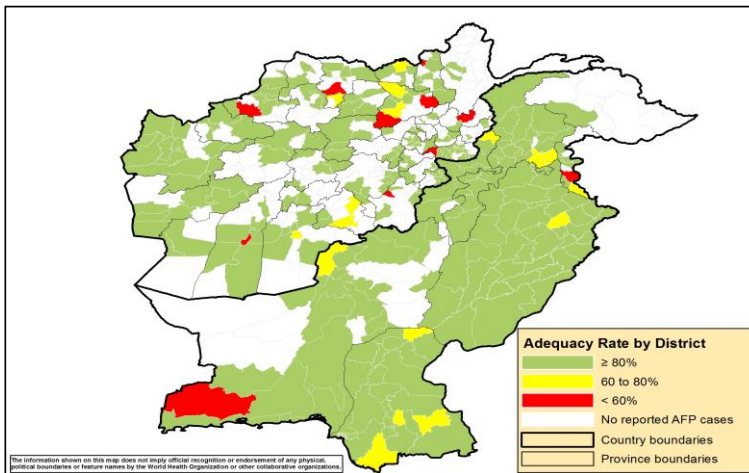 Adequacy Rate by District
≥ 80%
60 to 80%
< 60%
No reported AFP cases
Country boundaries
Province boundaries
The information shown on this map does not imply official recognition or endorsement of any physical,
political boundaries or feature names by the World Health Organization or other collaborative organizations.